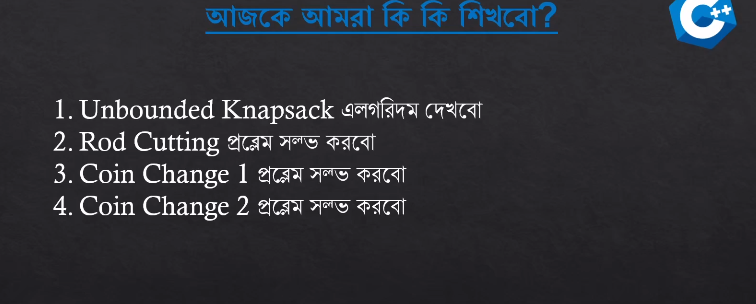 আজকে আমরা কি কি শিখবো?
C++
1. Unbounded Knapsack এলগরিদম দেখবো
2. Rod Cutting প্রব্লেম সল্ভ করবো
3. Coin Change 1 প্রব্লেম সল্ভ করবো
4. Coin Change 2 প্রব্লেম সল্ভ করবো